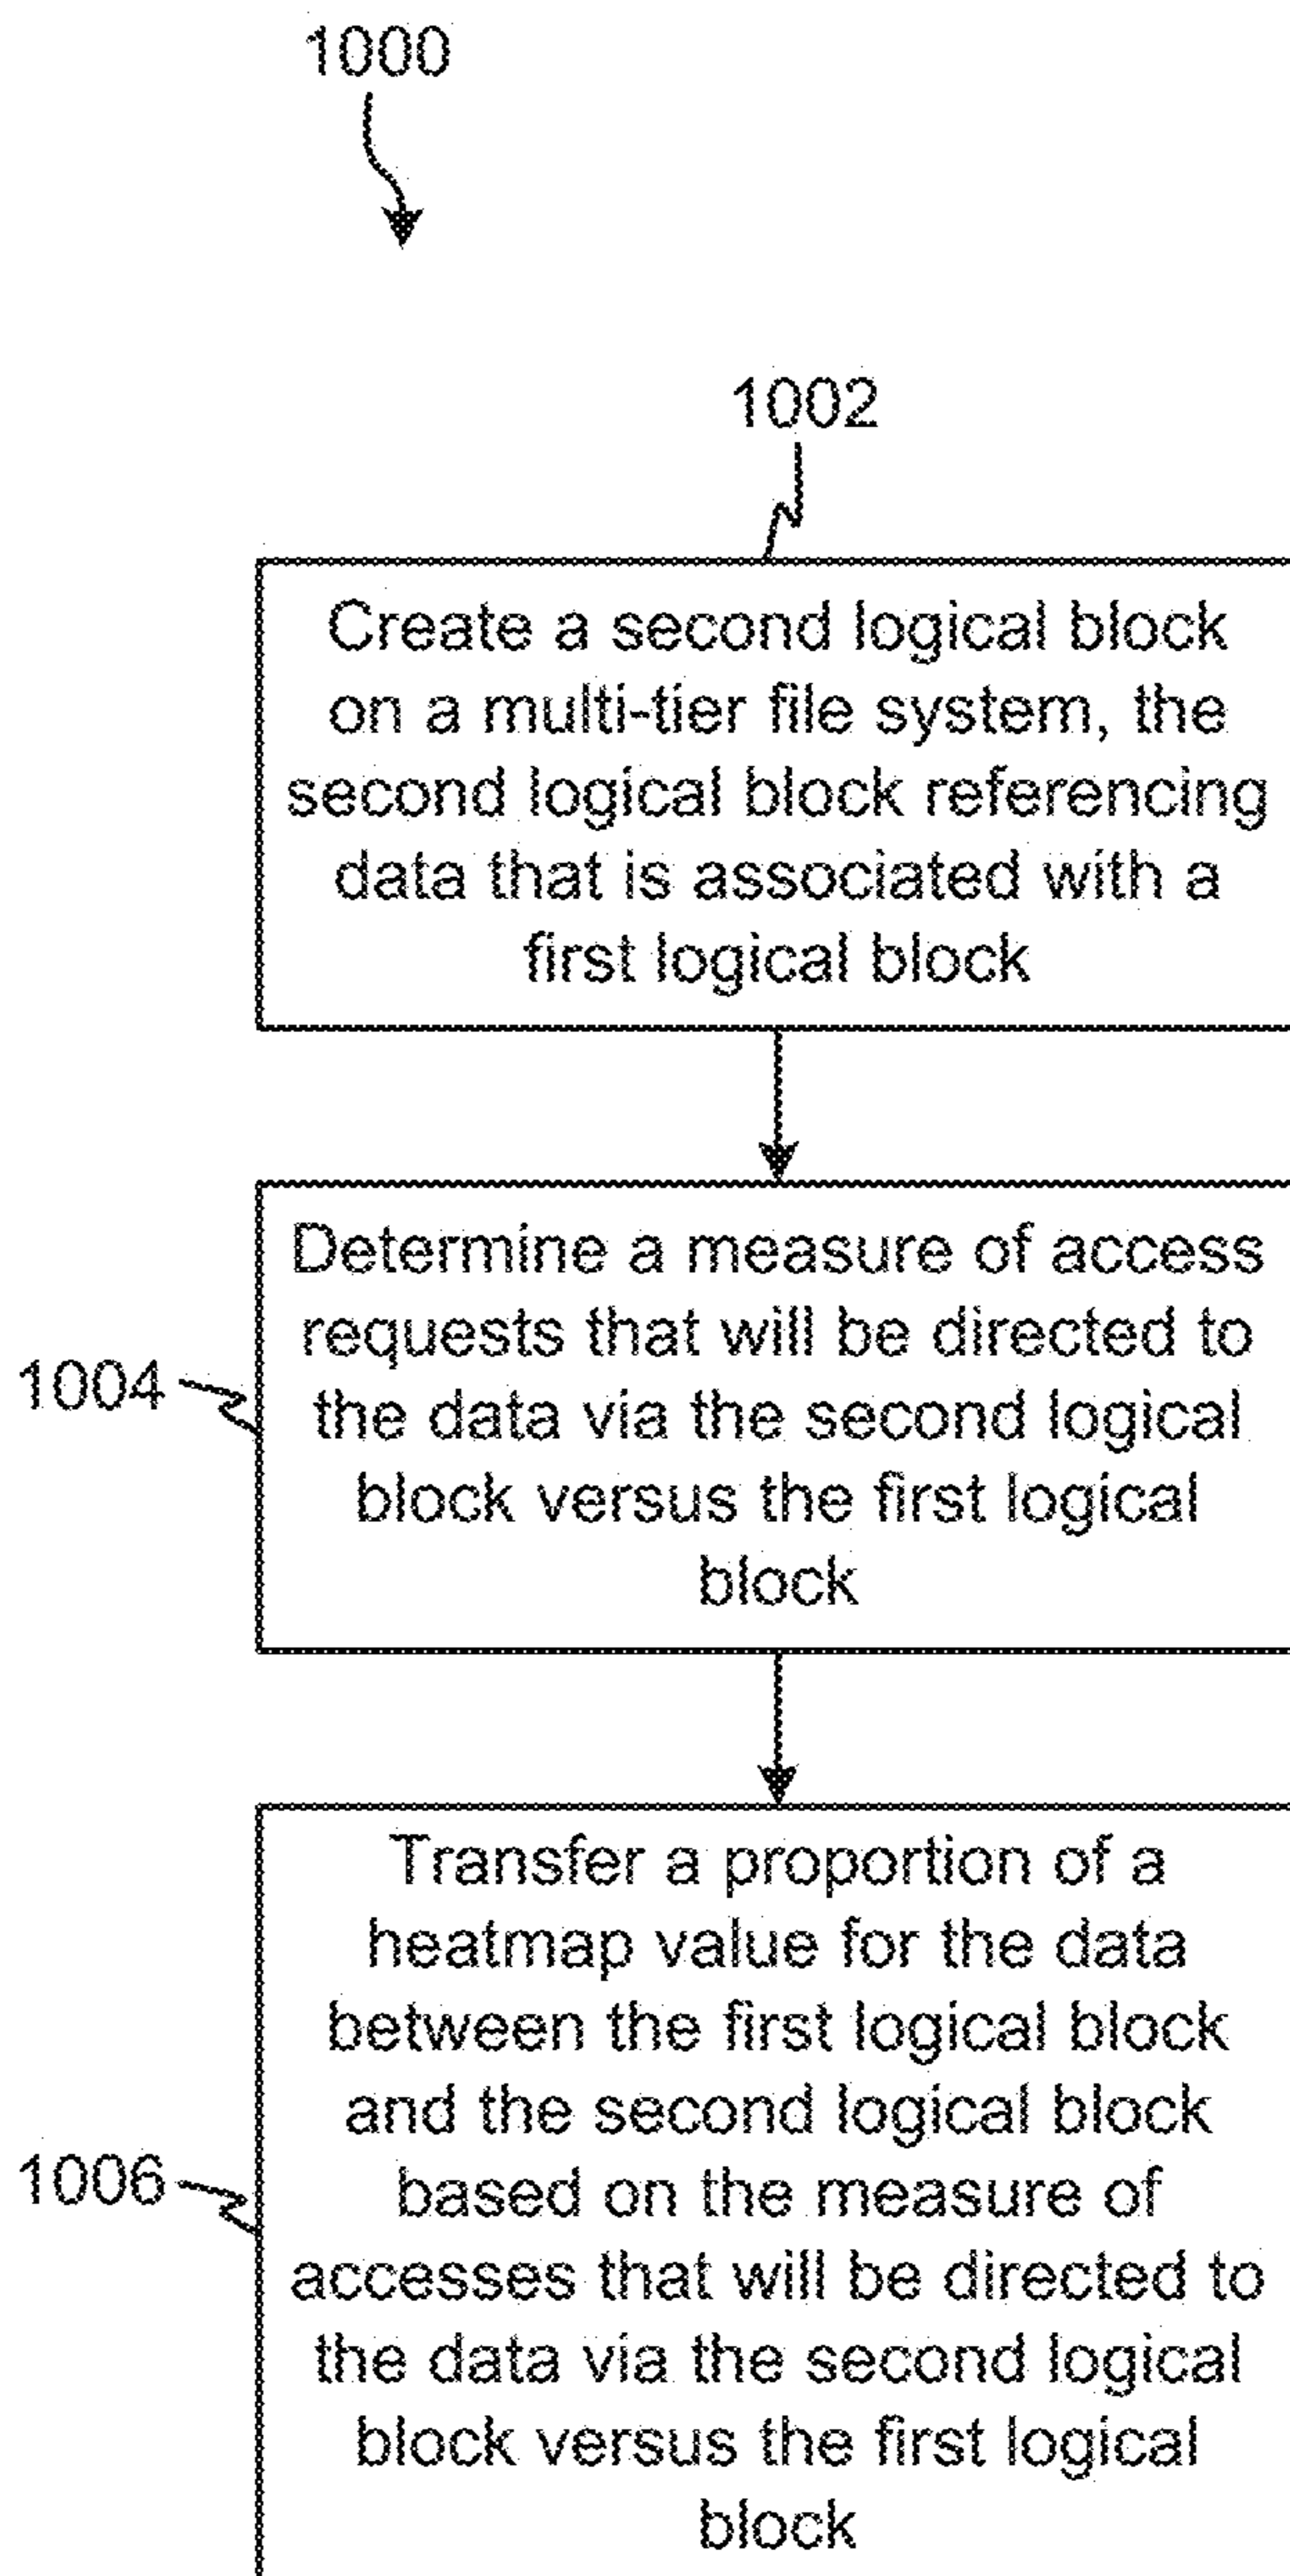 1000
1002
Create a second logical block
on a multi-tier file system, the
second logical block referencing
data that is associated with a
first logical block
Determine a measure of access
requests that will be directed to
the data via the second logical
block versus the first logical
block
1004
Transfer a proportion of a
heatmap value for the data
between the first logical block
and the second logical block
based on the measure of
accesses that will be directed to
the data via the second logical
block versus the first logical
block
1006